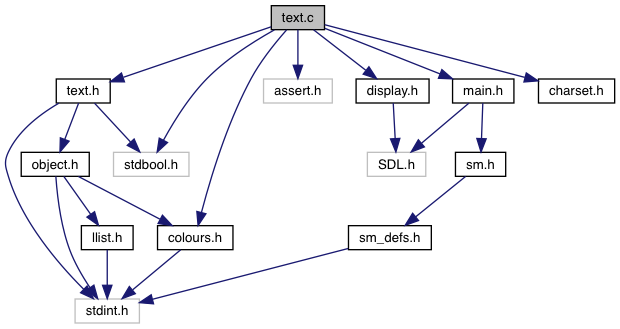 text.c
text.h
assert.h
display.h
main.h
charset.h
object.h
stdbool.h
SDL.h
sm.h
llist.h
colours.h
sm_defs.h
stdint.h